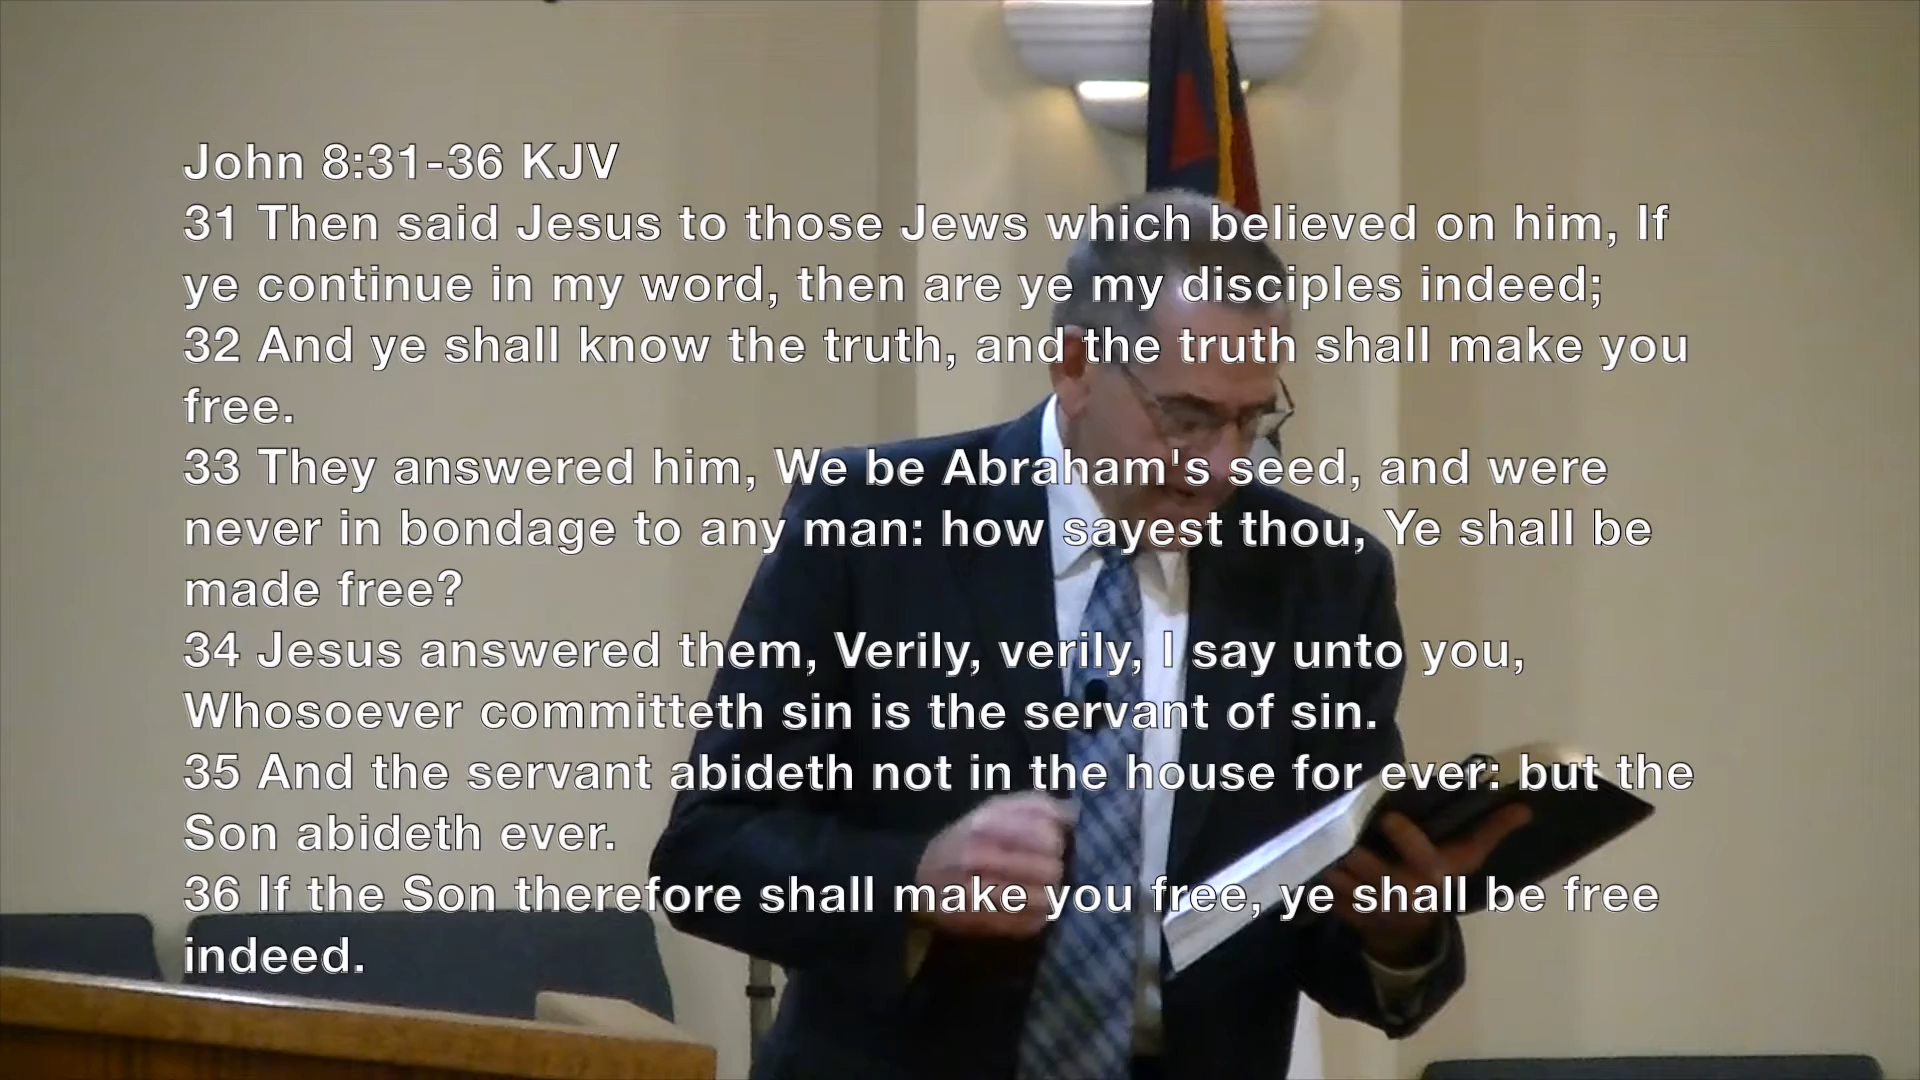 John 8:31-36 KJV
31 Then said Jesus to those Jews which believed on him, If
ye continue in my word, then are ye my disciples indeed;
32 And ye shall know the truth, and the truth shall make you
free.
33 They answered him, We be Abraham's seed, and were
never in bondage to any man: how sayest thou, Ye shall be
made free?
34 Jesus answered them, Verily, verily, I say unto you,
Whosoever committeth sin is the servant of sin.
35 And the servant abideth not in the house for ever: but the
Son abideth ever.
36 If the Son therefore shall make you free, ye shall be free
indeed.